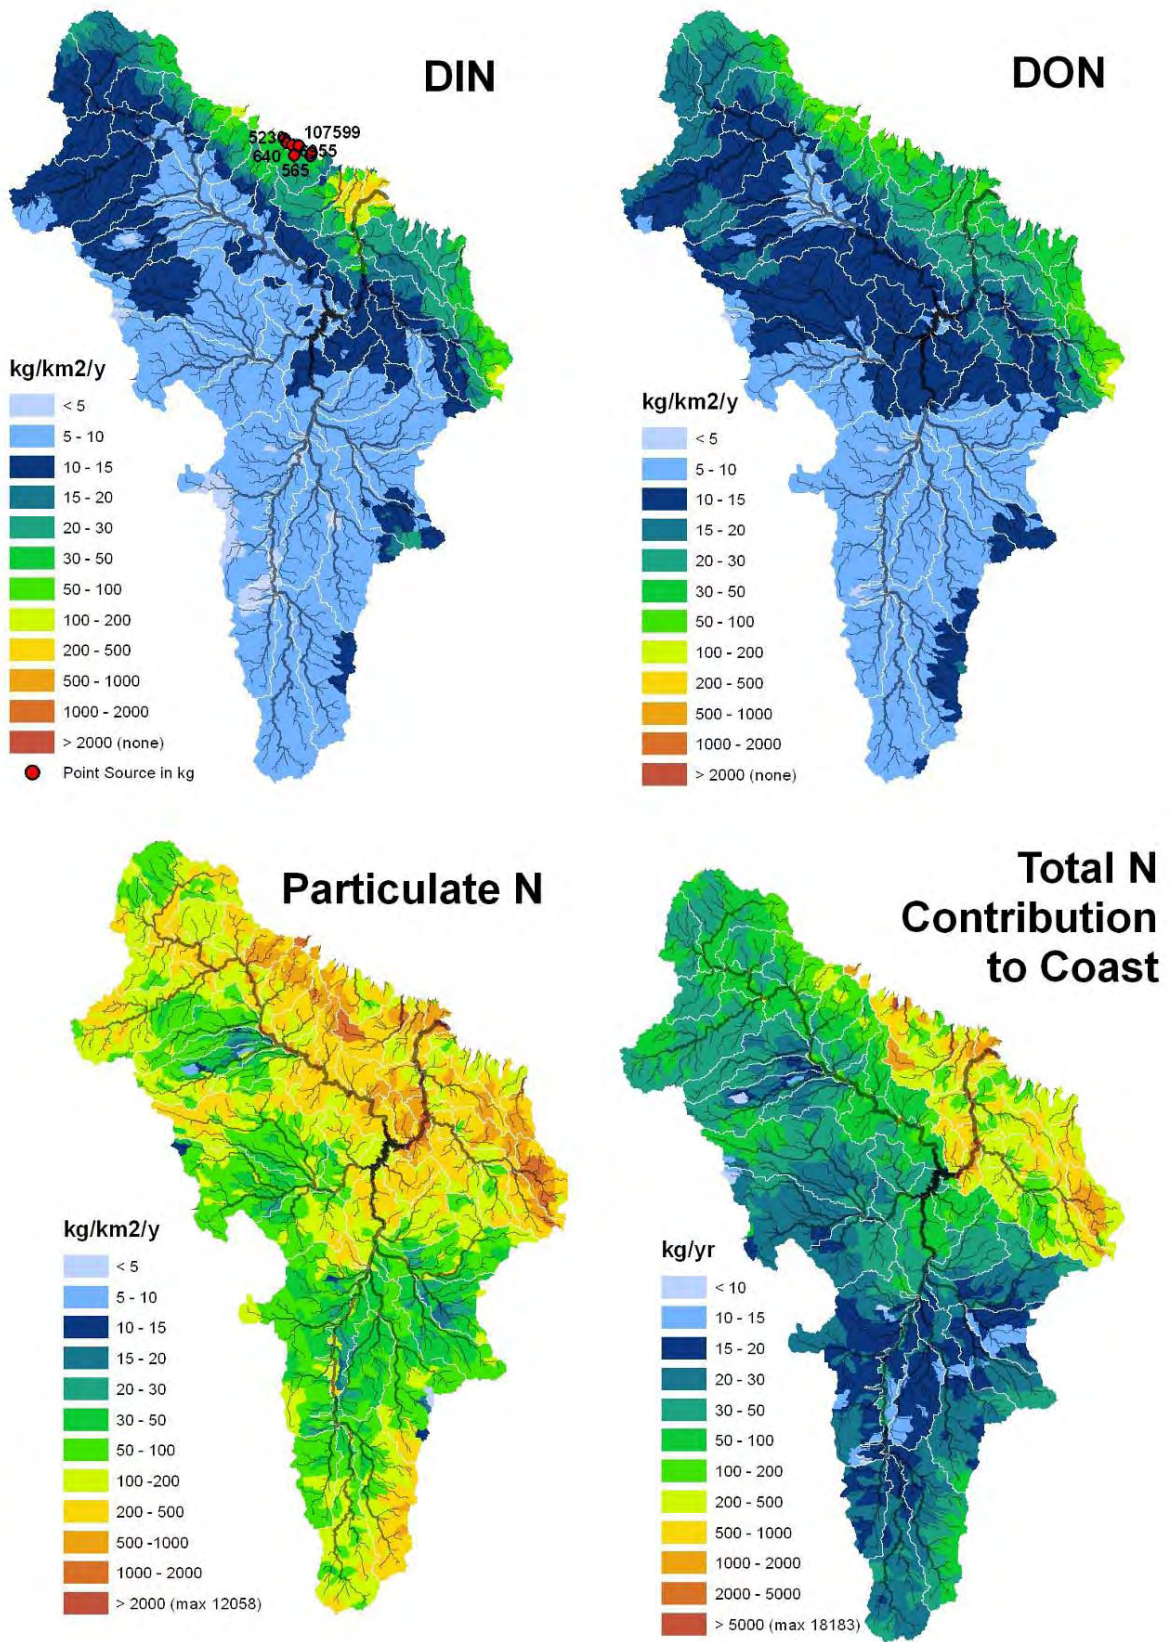 DIN
5230
107599
640
565
kg/km2/y
< 5
5 - 10
10 - 15
15 - 20
20 - 30
30 - 50
50 - 100
100 - 200
200 - 500
500 - 1000
1000 - 2000
> 2000 (none)
Point Source in kg
DON
kg/km2/y
< 5
5 - 10
10 - 15
15 - 20
20 - 30
30 - 50
50 - 100
100 - 200
200 - 500
500 - 1000
1000 - 2000
> 2000 (none)
Particulate N
kg/km2/y
< 5
5 - 10
10 - 15
15 - 20
20 - 30
30 - 50
50 - 100
100 -200
200 - 500
500 -1000
1000 - 2000
> 2000 (max 12058)
Total N
Contribution
to Coast
kg/yr
< 10
10 - 15
15 - 20
20 - 30
30 - 50
50 - 100
100 - 200
200 - 500
500 - 1000
1000 - 2000
2000 - 5000
> 5000 (max 18183)